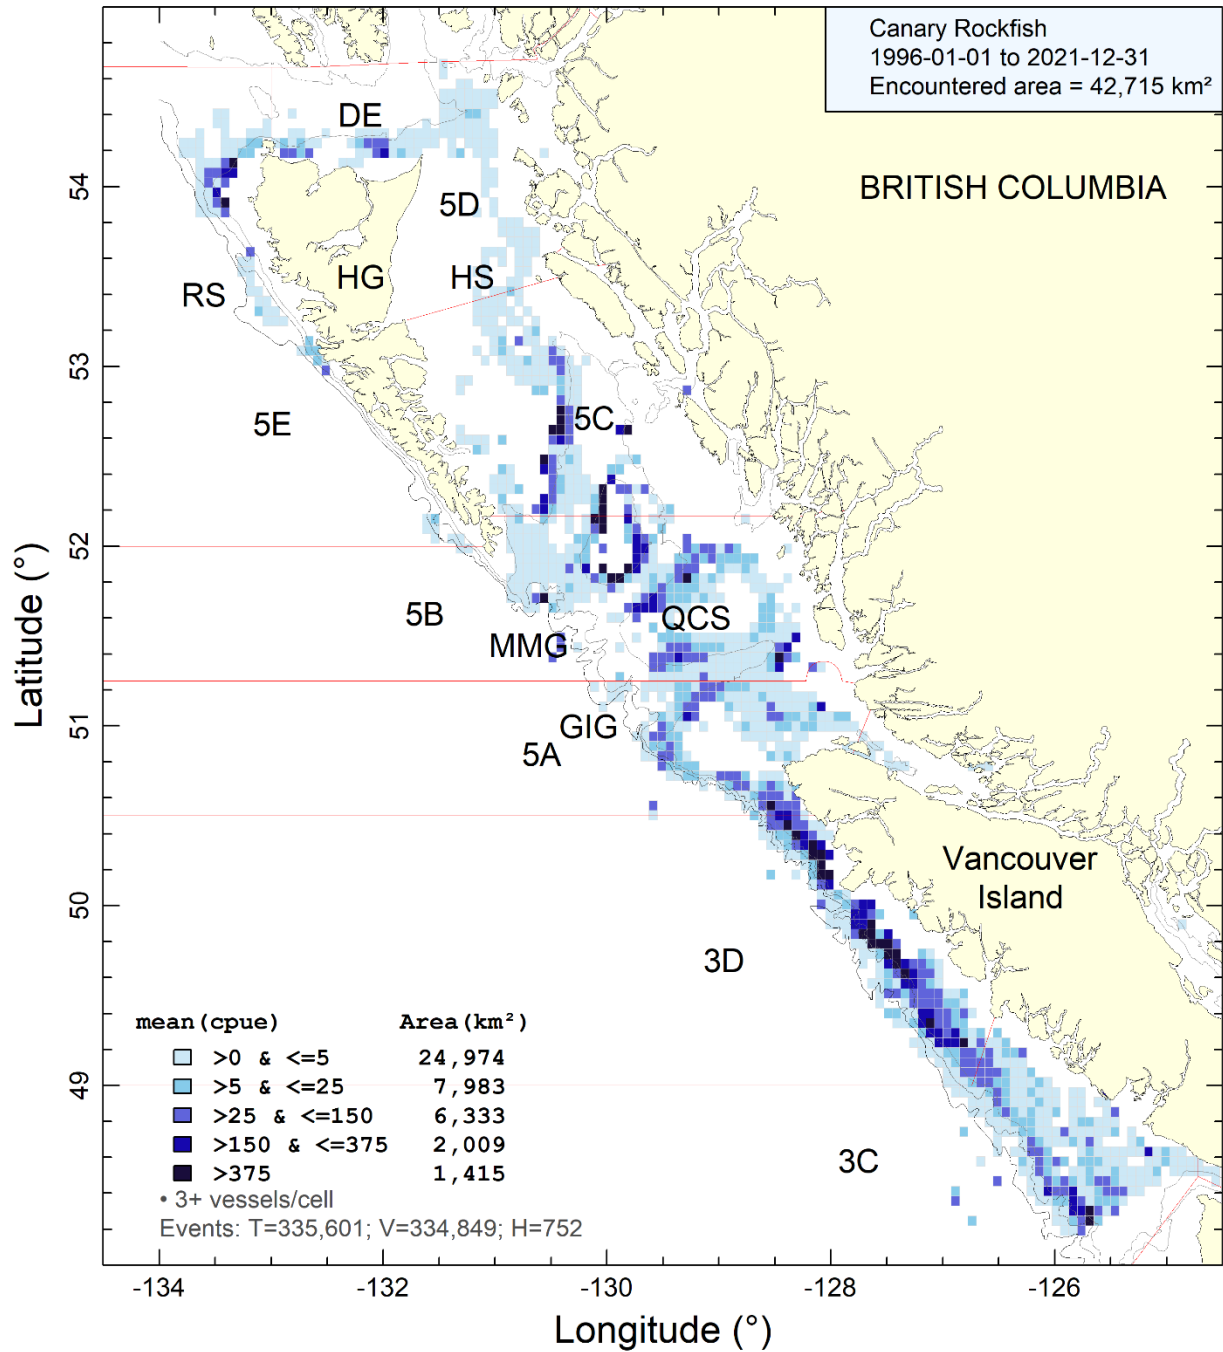 Canary Rockfish
1996-01-01 to 2021-12-31
Encountered area = 42,715 km²
BRITISH COLUMBIA
DE
5D
HG
HS
RS
5E
5C
5B
MMG
QCS
GIG
5A
Vancouver
Island
3D
3C
mean(cpue) Area(km²)
>0 & <=5 24,974
>5 & <=25 7,983
>25 & <=150 6,333
>150 & <=375 2,009
>375 1,415
• 3+ vessels/cell
Events: T=335,601; V=334,849; H=752
54
53
52
51
50
49
Latitude (°)
-134 -132 -130 -128 -126
Longitude (°)